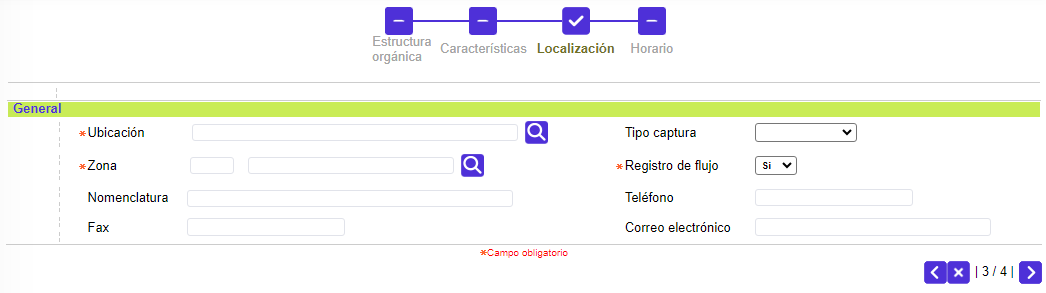 Estructura
orgánica
Características
Localización
Horario
General
*Ubicación
Tipo captura
*Zona
*Registro de flujo
Si
Nomenclatura
Teléfono
Fax
Correo electrónico
*Campo obligatorio
| 3 / 4 |